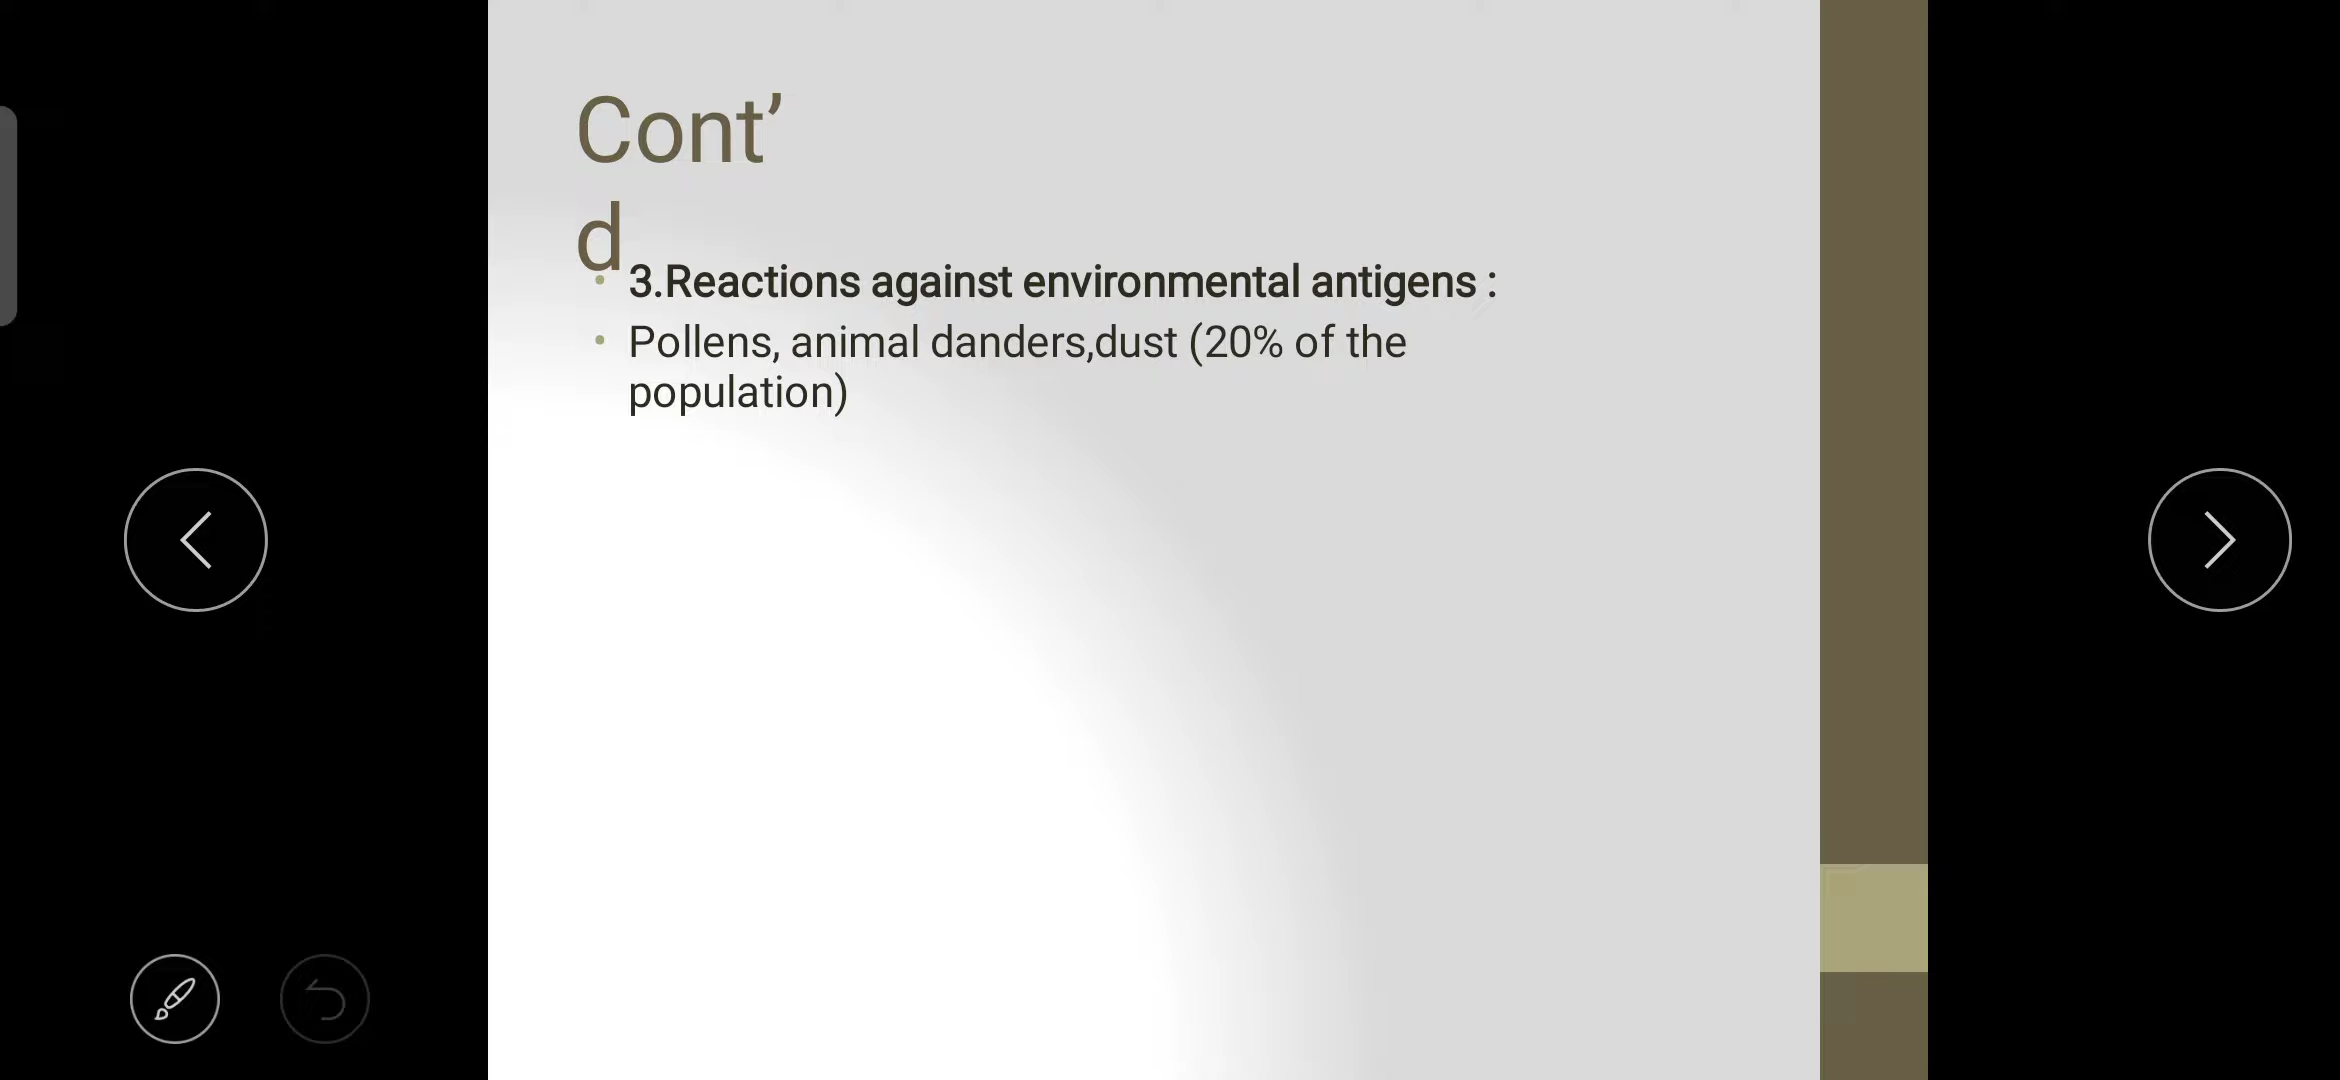 Cont’
d
• 3.Reactions against environmental antigens :
• Pollens, animal danders,dust (20% of the
population)